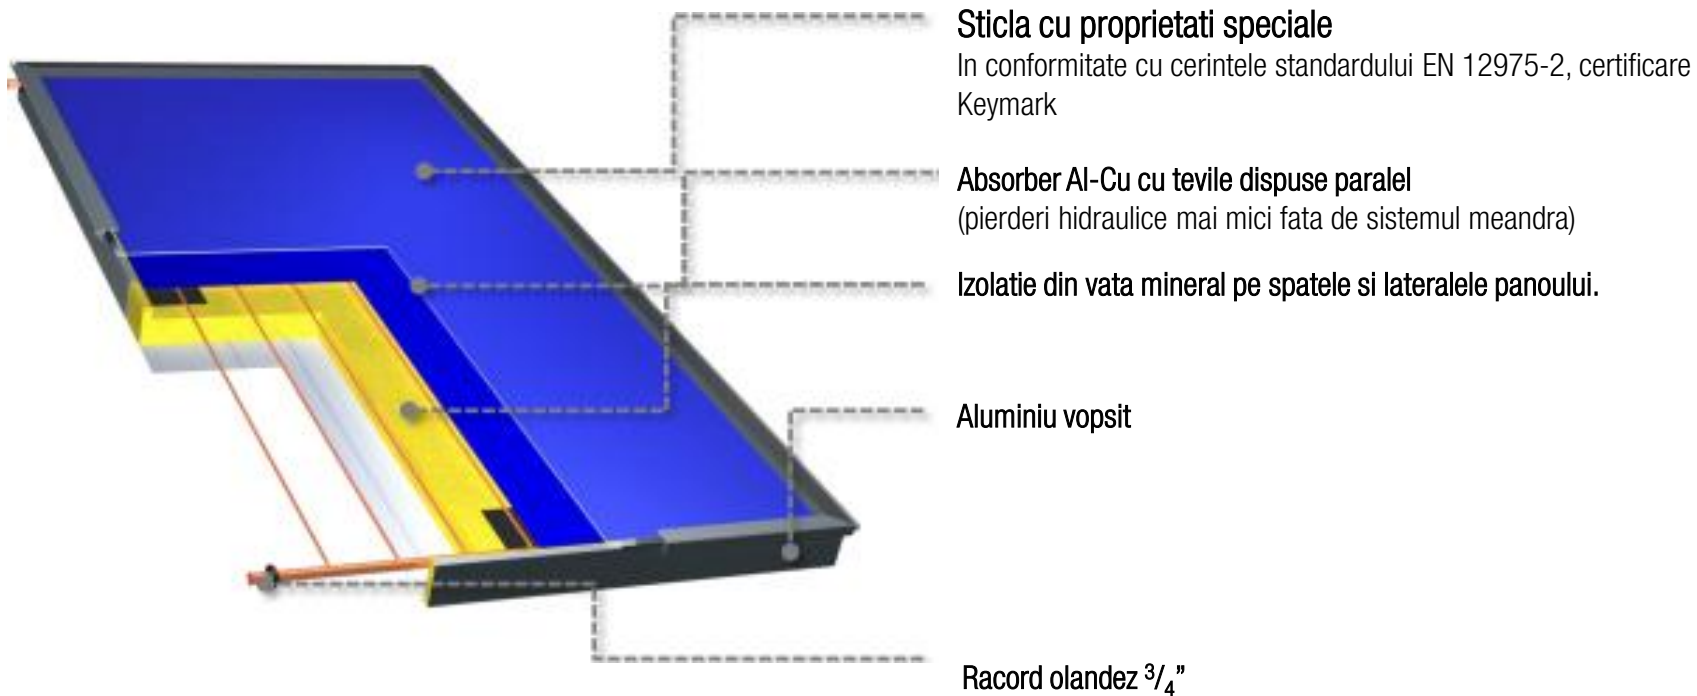 Sticla cu proprietati speciale
In conformitate cu cerintele standardului EN 12975-2, certificare
Keymark
Absorber Al-Cu cu tevile dispuse paralel
(pierderi hidraulice mai mici fata de sistemul meandra)
Izolatie din vata mineral pe spatele si lateralele panoului.
Aluminiu vopsit
Racord olandez 3/4”